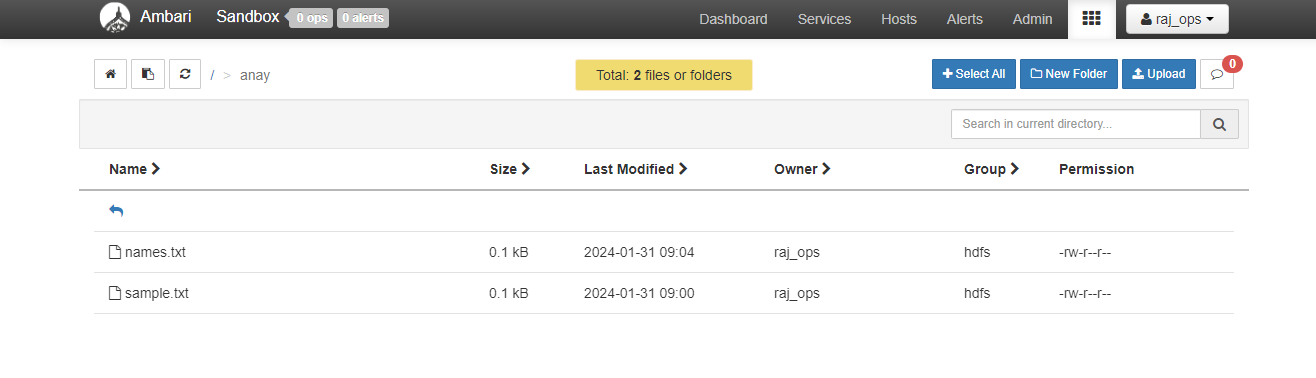 Ambari Sandbox 0 ops 0 alerts Dashboard Services Hosts Alerts Admin raj_ops
/ > anay Total: 2 files or folders Select All New Folder Upload 0
Search in current directory...
Name Size Last Modified Owner Group Permission
names.txt 0.1 kB 2024-01-31 09:04 raj_ops hdfs -rw-r--r--
sample.txt 0.1 kB 2024-01-31 09:00 raj_ops hdfs -rw-r--r--